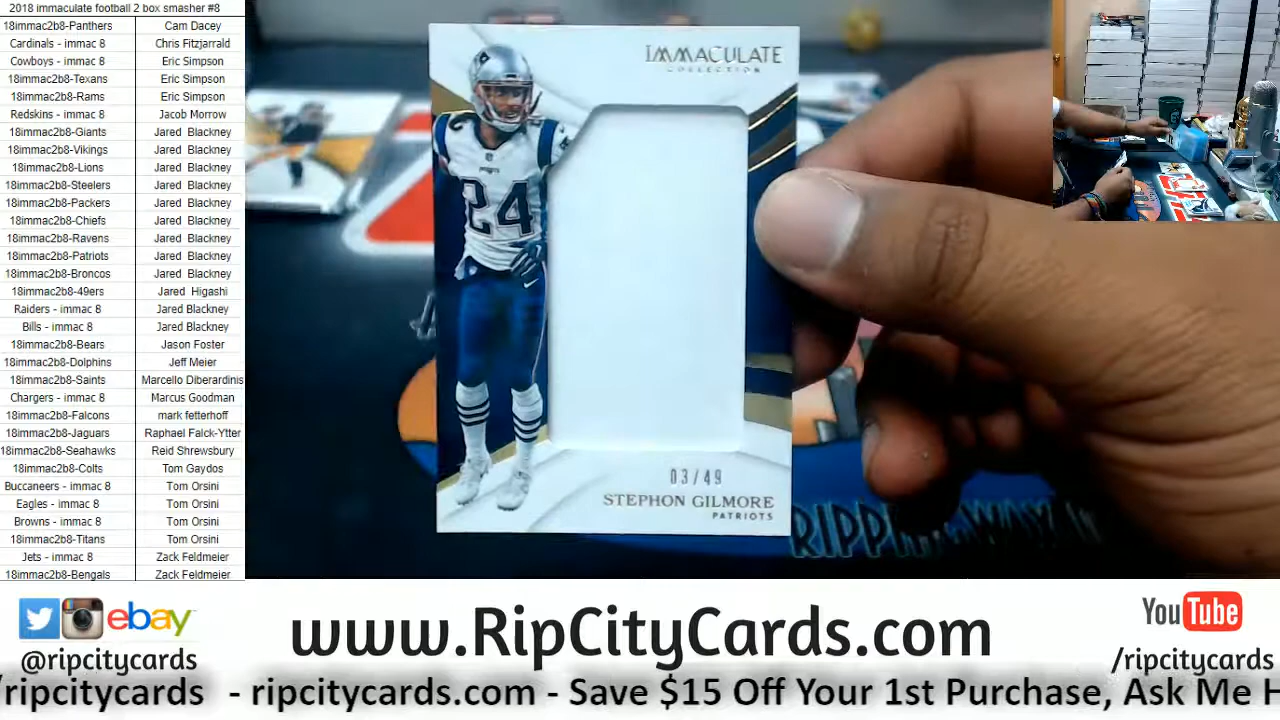 2018 immaculate football 2 box smasher #8
18immac2b8-Panthers Cam Dacey
Cardinals - immac 8 Chris Fitzjarrald
Cowboys - immac 8 Eric Simpson
18immac2b8-Texans Eric Simpson
18immac2b8-Rams Eric Simpson
Redskins - immac 8 Jacob Morrow
18immac2b8-Giants Jared Blackney
18immac2b8-Vikings Jared Blackney
18immac2b8-Lions Jared Blackney
18immac2b8-Steelers Jared Blackney
18immac2b8-Packers Jared Blackney
18immac2b8-Chiefs Jared Blackney
18immac2b8-Ravens Jared Blackney
18immac2b8-Patriots Jared Blackney
18immac2b8-Broncos Jared Blackney
18immac2b8-49ers Jared Higashi
Raiders - immac 8 Jared Blackney
Bills - immac 8 Jared Blackney
18immac2b8-Bears Jason Foster
18immac2b8-Dolphins Jeff Meier
18immac2b8-Saints Marcello Diberardinis
Chargers - immac 8 Marcus Goodman
18immac2b8-Falcons mark fetterhoff
18immac2b8-Jaguars Raphael Falck-Ytter
18immac2b8-Seahawks Reid Shrewsbury
18immac2b8-Colts Tom Gaydos
Buccaneers - immac 8 Tom Orsini
Eagles - immac 8 Tom Orsini
Browns - immac 8 Tom Orsini
18immac2b8-Titans Tom Orsini
Jets - immac 8 Zack Feldmeier
18immac2b8-Bengals Zack Feldmeier
IMMACULATE
COLLECTION
PATRIOTS
24
03/49
STEPHON GILMORE
PATRIOTS
ebay
@ripcitycards
www.RipCityCards.com
YouTube
/ripcitycards
/ripcitycards - ripcitycards.com - Save $15 Off Your 1st Purchase, Ask Me H